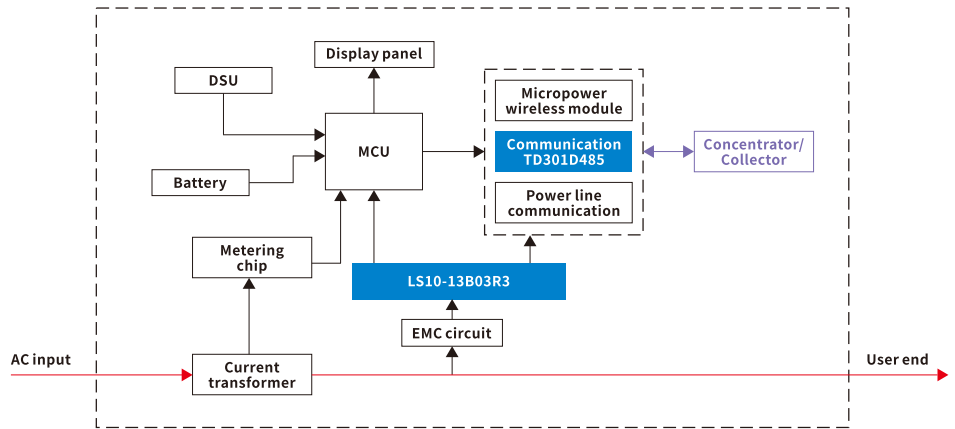 Display panel
DSU
Micropower
wireless module
MCU
Communication
TD301D485
Concentrator/
Collector
Battery
Power line
communication
Metering
chip
LS10-13B03R3
EMC circuit
AC input
Current
transformer
User end